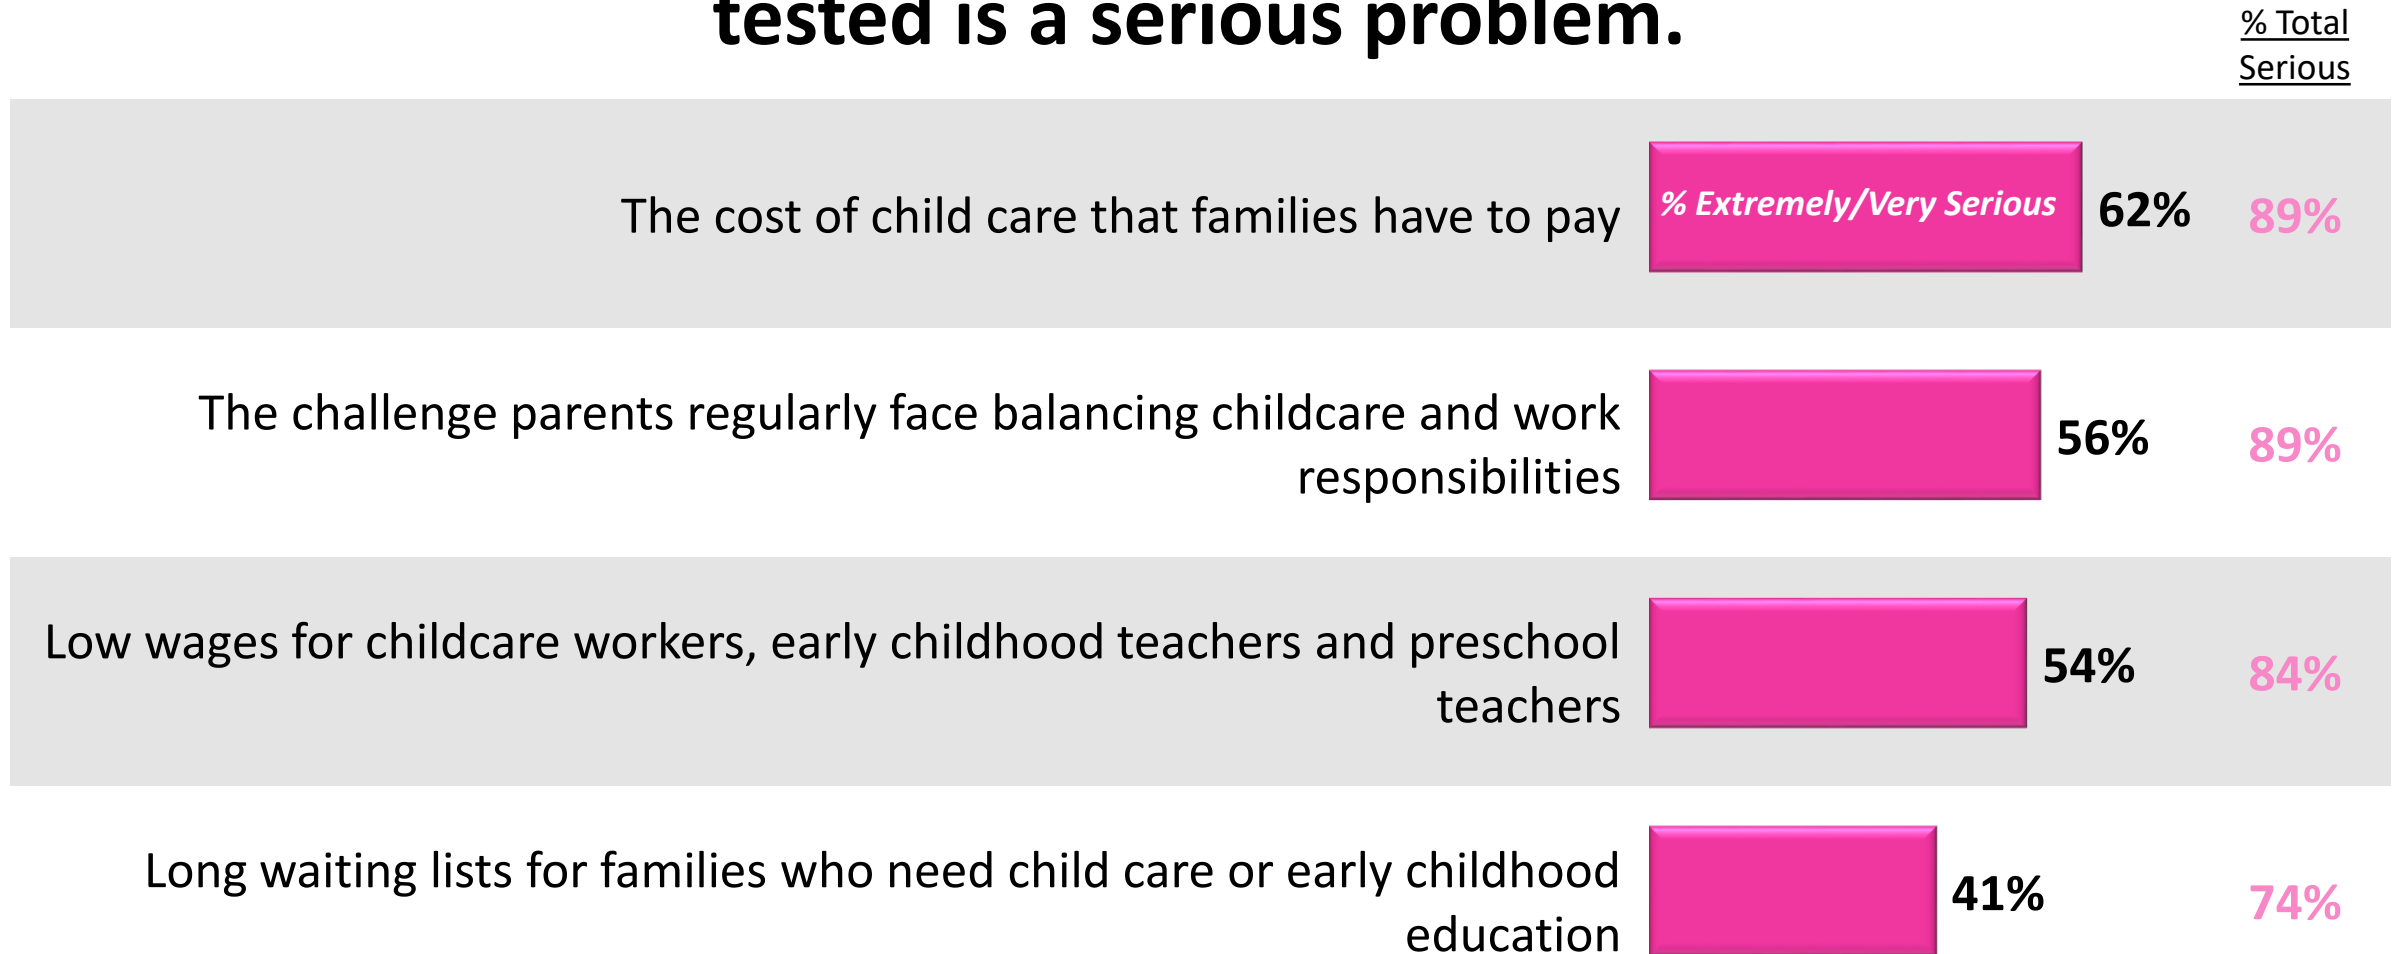 tested is a serious problem.
% Total
Serious
The cost of child care that families have to pay
% Extremely/Very Serious
62%
89%
The challenge parents regularly face balancing childcare and work
responsibilities
56%
89%
Low wages for childcare workers, early childhood teachers and preschool
teachers
54%
84%
Long waiting lists for families who need child care or early childhood
education
41%
74%